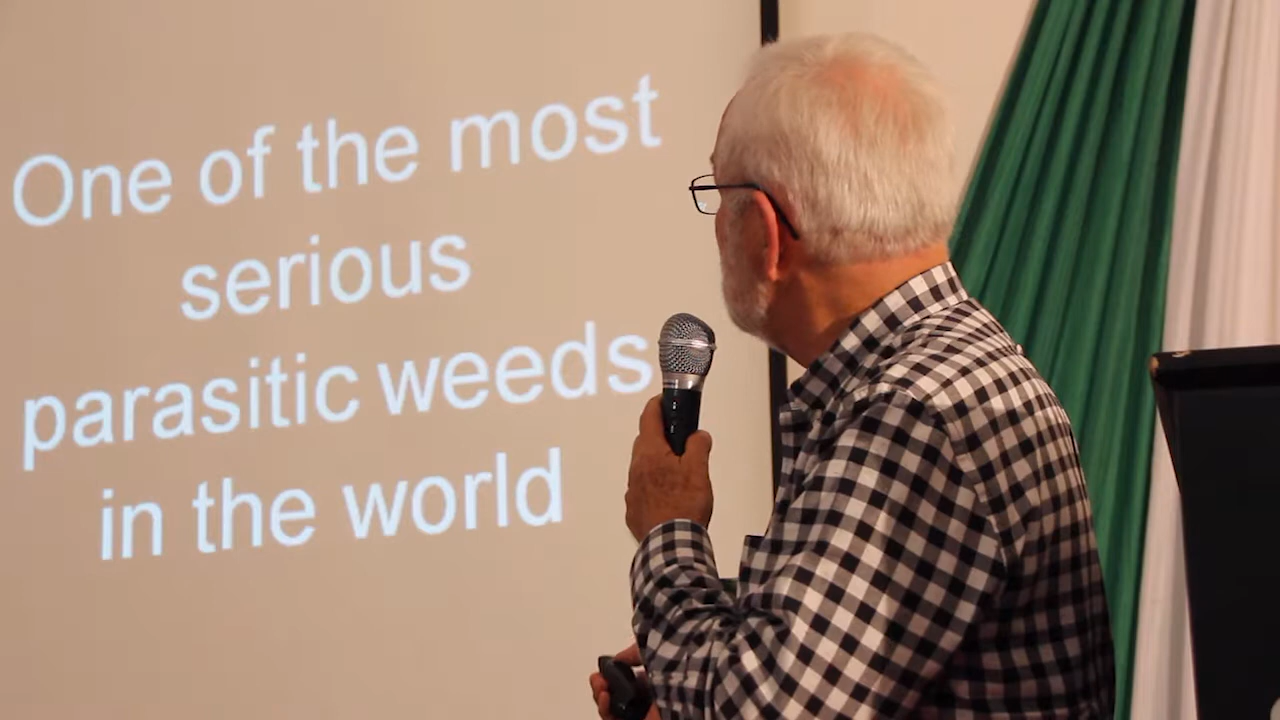 One of the most
serious
parasitic weeds
in the world